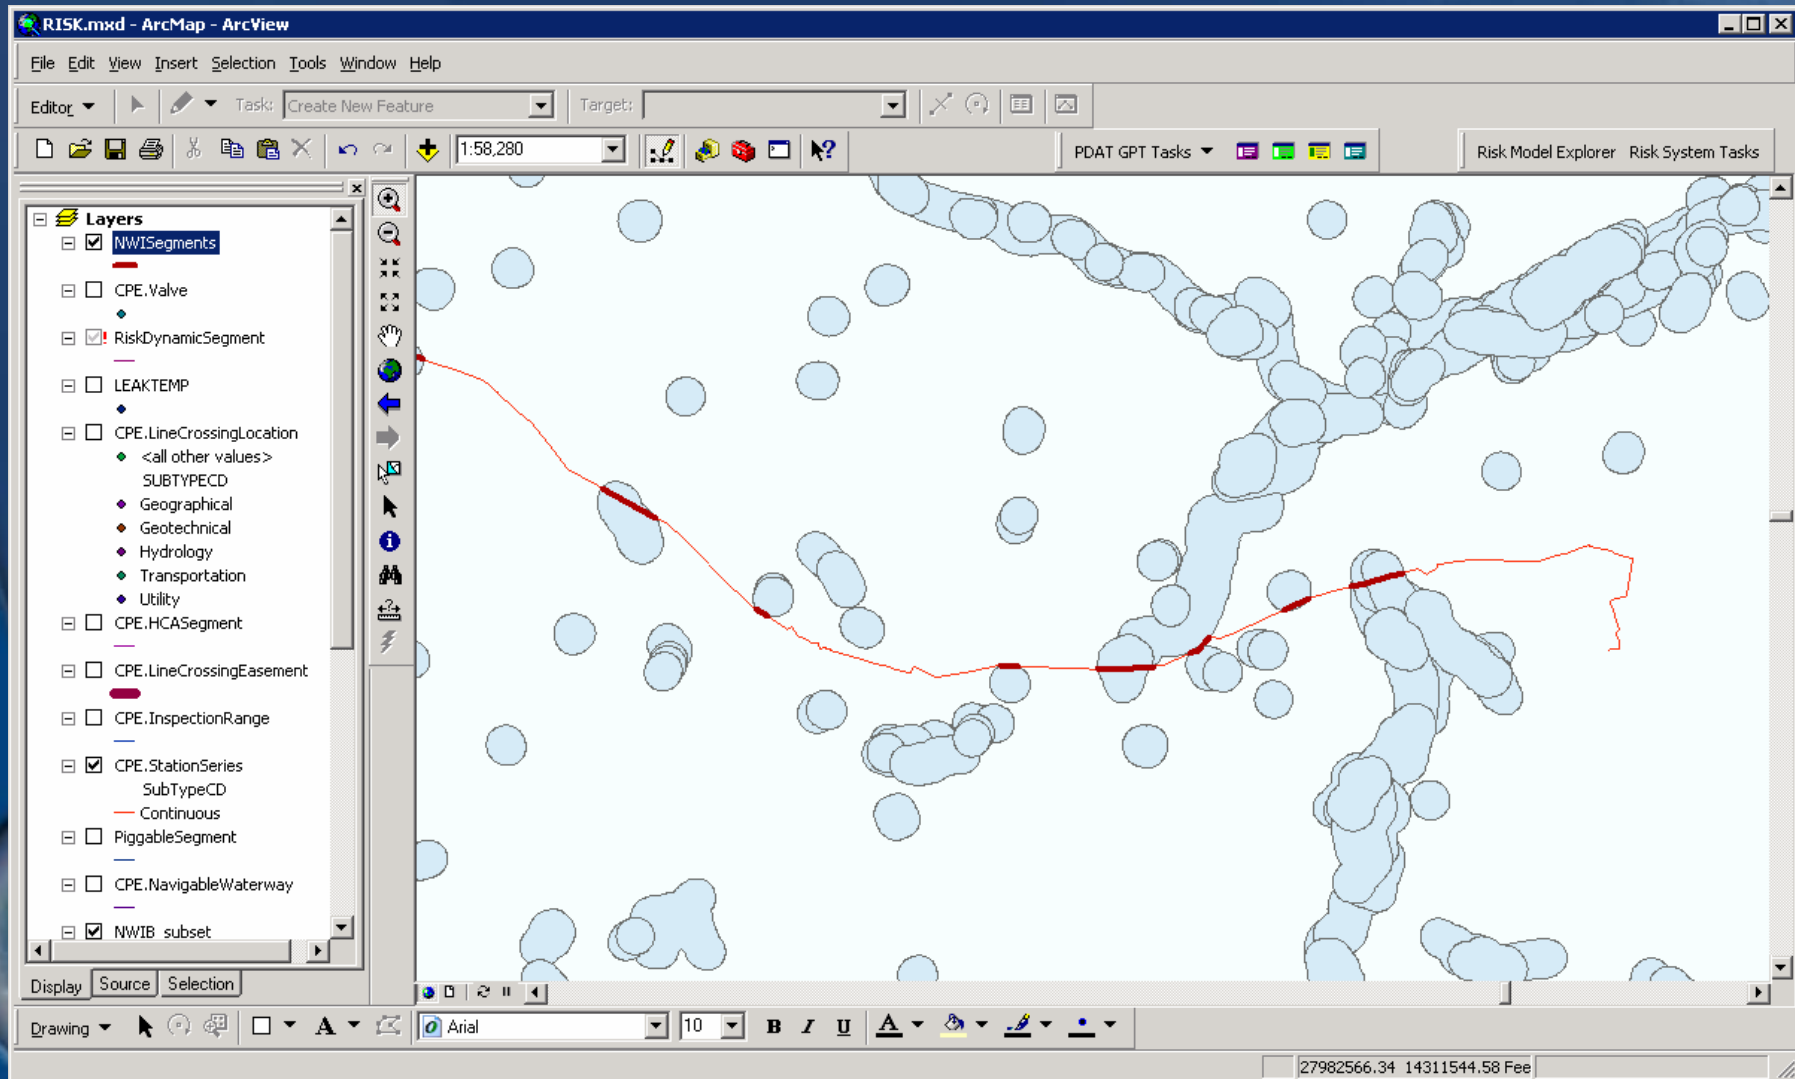 RISK.mxd - ArcMap - ArcView
File Edit View Insert Selection Tools Window Help
Editor Task: Create New Feature Target:
1:58,280 PDAT GPT Tasks Risk Model Explorer Risk System Tasks
Layers
NWISegments
CPE.Valve
RiskDynamicSegment
LEAKTEMP
CPE.LineCrossingLocation
<all other values>
SUBTYPECD
Geographical
Geotechnical
Hydrology
Transportation
Utility
CPE.HCASegment
CPE.LineCrossingEasement
CPE.InspectionRange
CPE.StationSeries
SubTypeCD
Continuous
PiggableSegment
CPE.NavigableWaterway
NWIB_subset
Display Source Selection
Drawing A Arial 10 B I U A
27982566.34 14311544.58 Fee